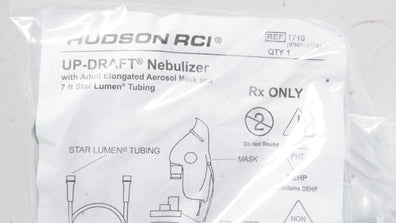 HUDSON RCI®
REF 1710
QTY 1
UP-DRAFT® Nebulizer
with Adult Elongated Aerosol Mask and
7 ft Star Lumen® Tubing
Rx ONLY
Do Not Reuse
STAR LUMEN® TUBING
MASK
PHT
DEHP
Contains DEHP
NON